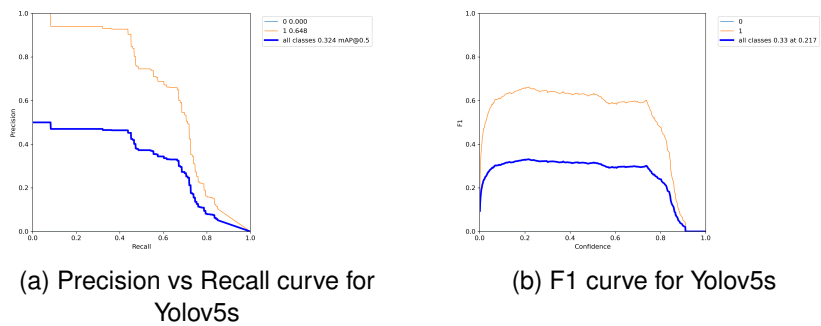 1.0
0.8
0.6
0.4
0.2
0.0
Precision
0.0 0.2 0.4 0.6 0.8 1.0
Recall
0 0.000
1 0.648
all classes 0.324 mAP@0.5
(a) Precision vs Recall curve for
Yolov5s
1.0
0.8
0.6
0.4
0.2
0.0
F1
0.0 0.2 0.4 0.6 0.8 1.0
Confidence
0
1
all classes 0.33 at 0.217
(b) F1 curve for Yolov5s